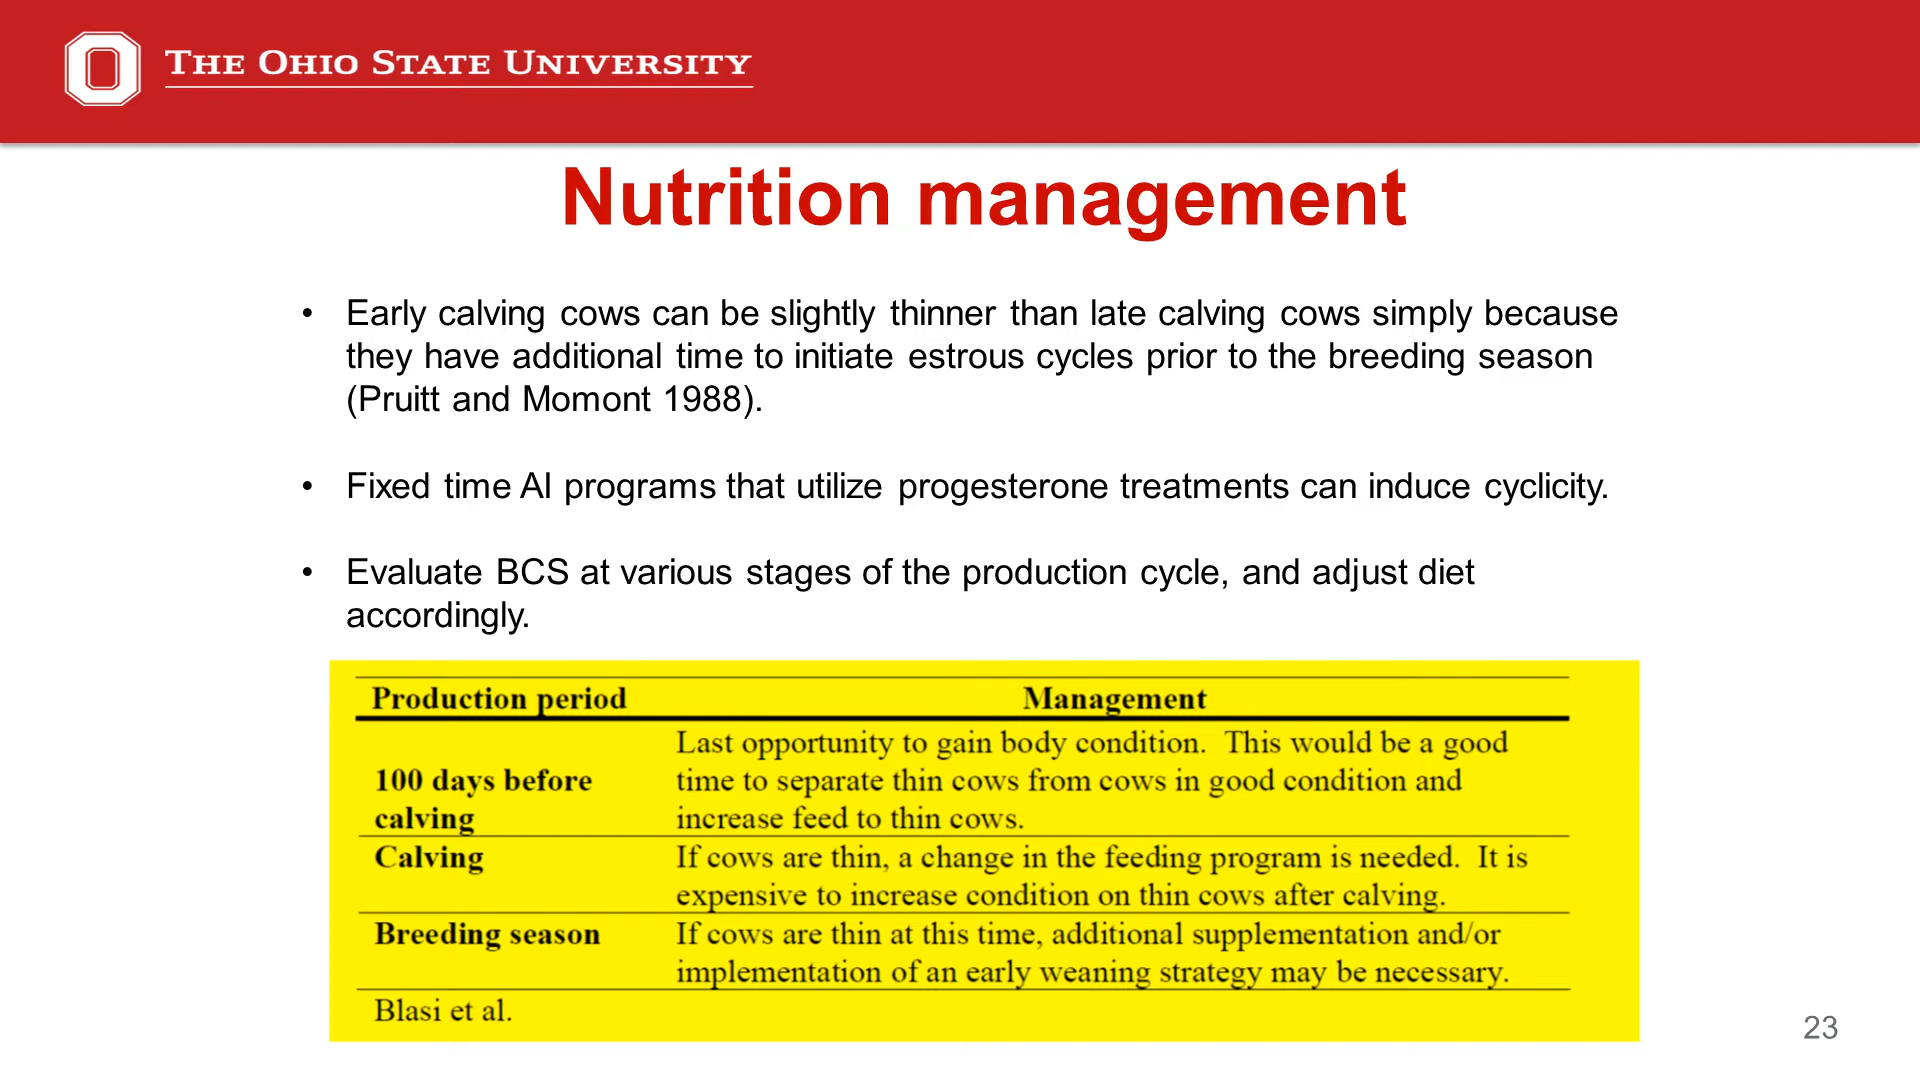 THE OHIO STATE UNIVERSITY
Nutrition management
• Early calving cows can be slightly thinner than late calving cows simply because
they have additional time to initiate estrous cycles prior to the breeding season
(Pruitt and Momont 1988).
• Fixed time AI programs that utilize progesterone treatments can induce cyclicity.
• Evaluate BCS at various stages of the production cycle, and adjust diet
accordingly.
Production period Management
Last opportunity to gain body condition. This would be a good
100 days before time to separate thin cows from cows in good condition and
calving increase feed to thin cows.
Calving If cows are thin, a change in the feeding program is needed. It is
expensive to increase condition on thin cows after calving.
Breeding season If cows are thin at this time, additional supplementation and/or
implementation of an early weaning strategy may be necessary.
Blasi et al.
23